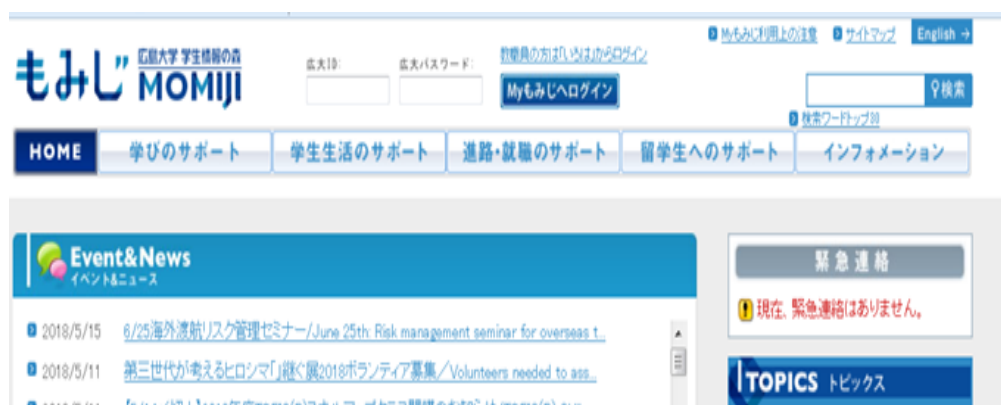 Myもみじ利用上の注意 サイトマップ English →
もみじ 広島大学 学生情報の森
MOMIJI
広大ID: 広大パスワード:
教職員の方は「いろは」からログイン
Myもみじへログイン
検索
検索ワードトップ30
HOME 学びのサポート 学生生活のサポート 進路・就職のサポート 留学生へのサポート インフォメーション
Event&News
イベント&ニュース
緊急連絡
現在、緊急連絡はありません。
2018/5/15 6/25海外渡航リスク管理セミナー/June 25th Risk management seminar for overseas t...
2018/5/11 第三世代が考えるヒロシマ「」継ぐ展2018ボランティア募集／Volunteers needed to ass...
TOPICS トピックス